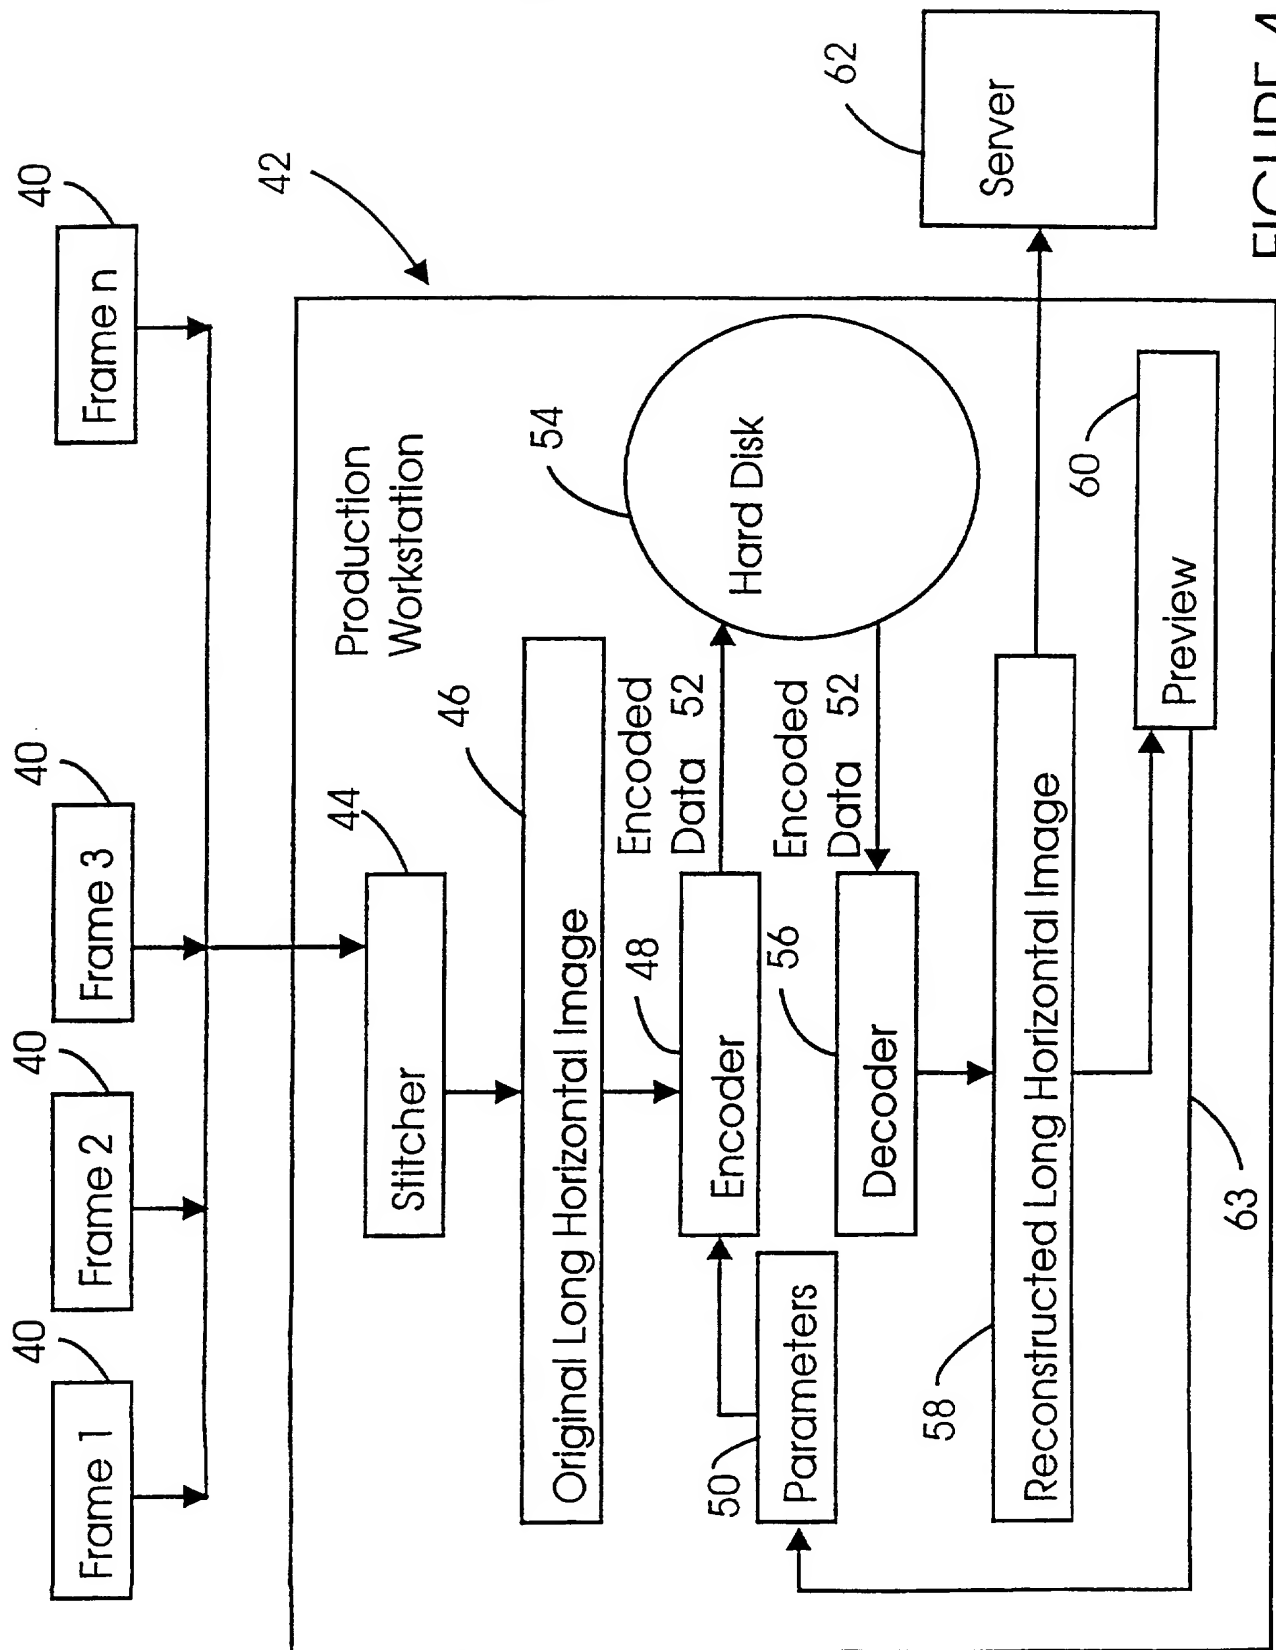 40
40
40
40
Frame 1
Frame 2
Frame 3
Frame n
42
Production
Workstation
44
Stitcher
46
Original Long Horizontal Image
Encoded
Data 52
48
Encoder
54
Hard Disk
50
Parameters
56
Decoder
Encoded
Data 52
58
Reconstructed Long Horizontal Image
60
Preview
63
62
Server
FIGURE 4